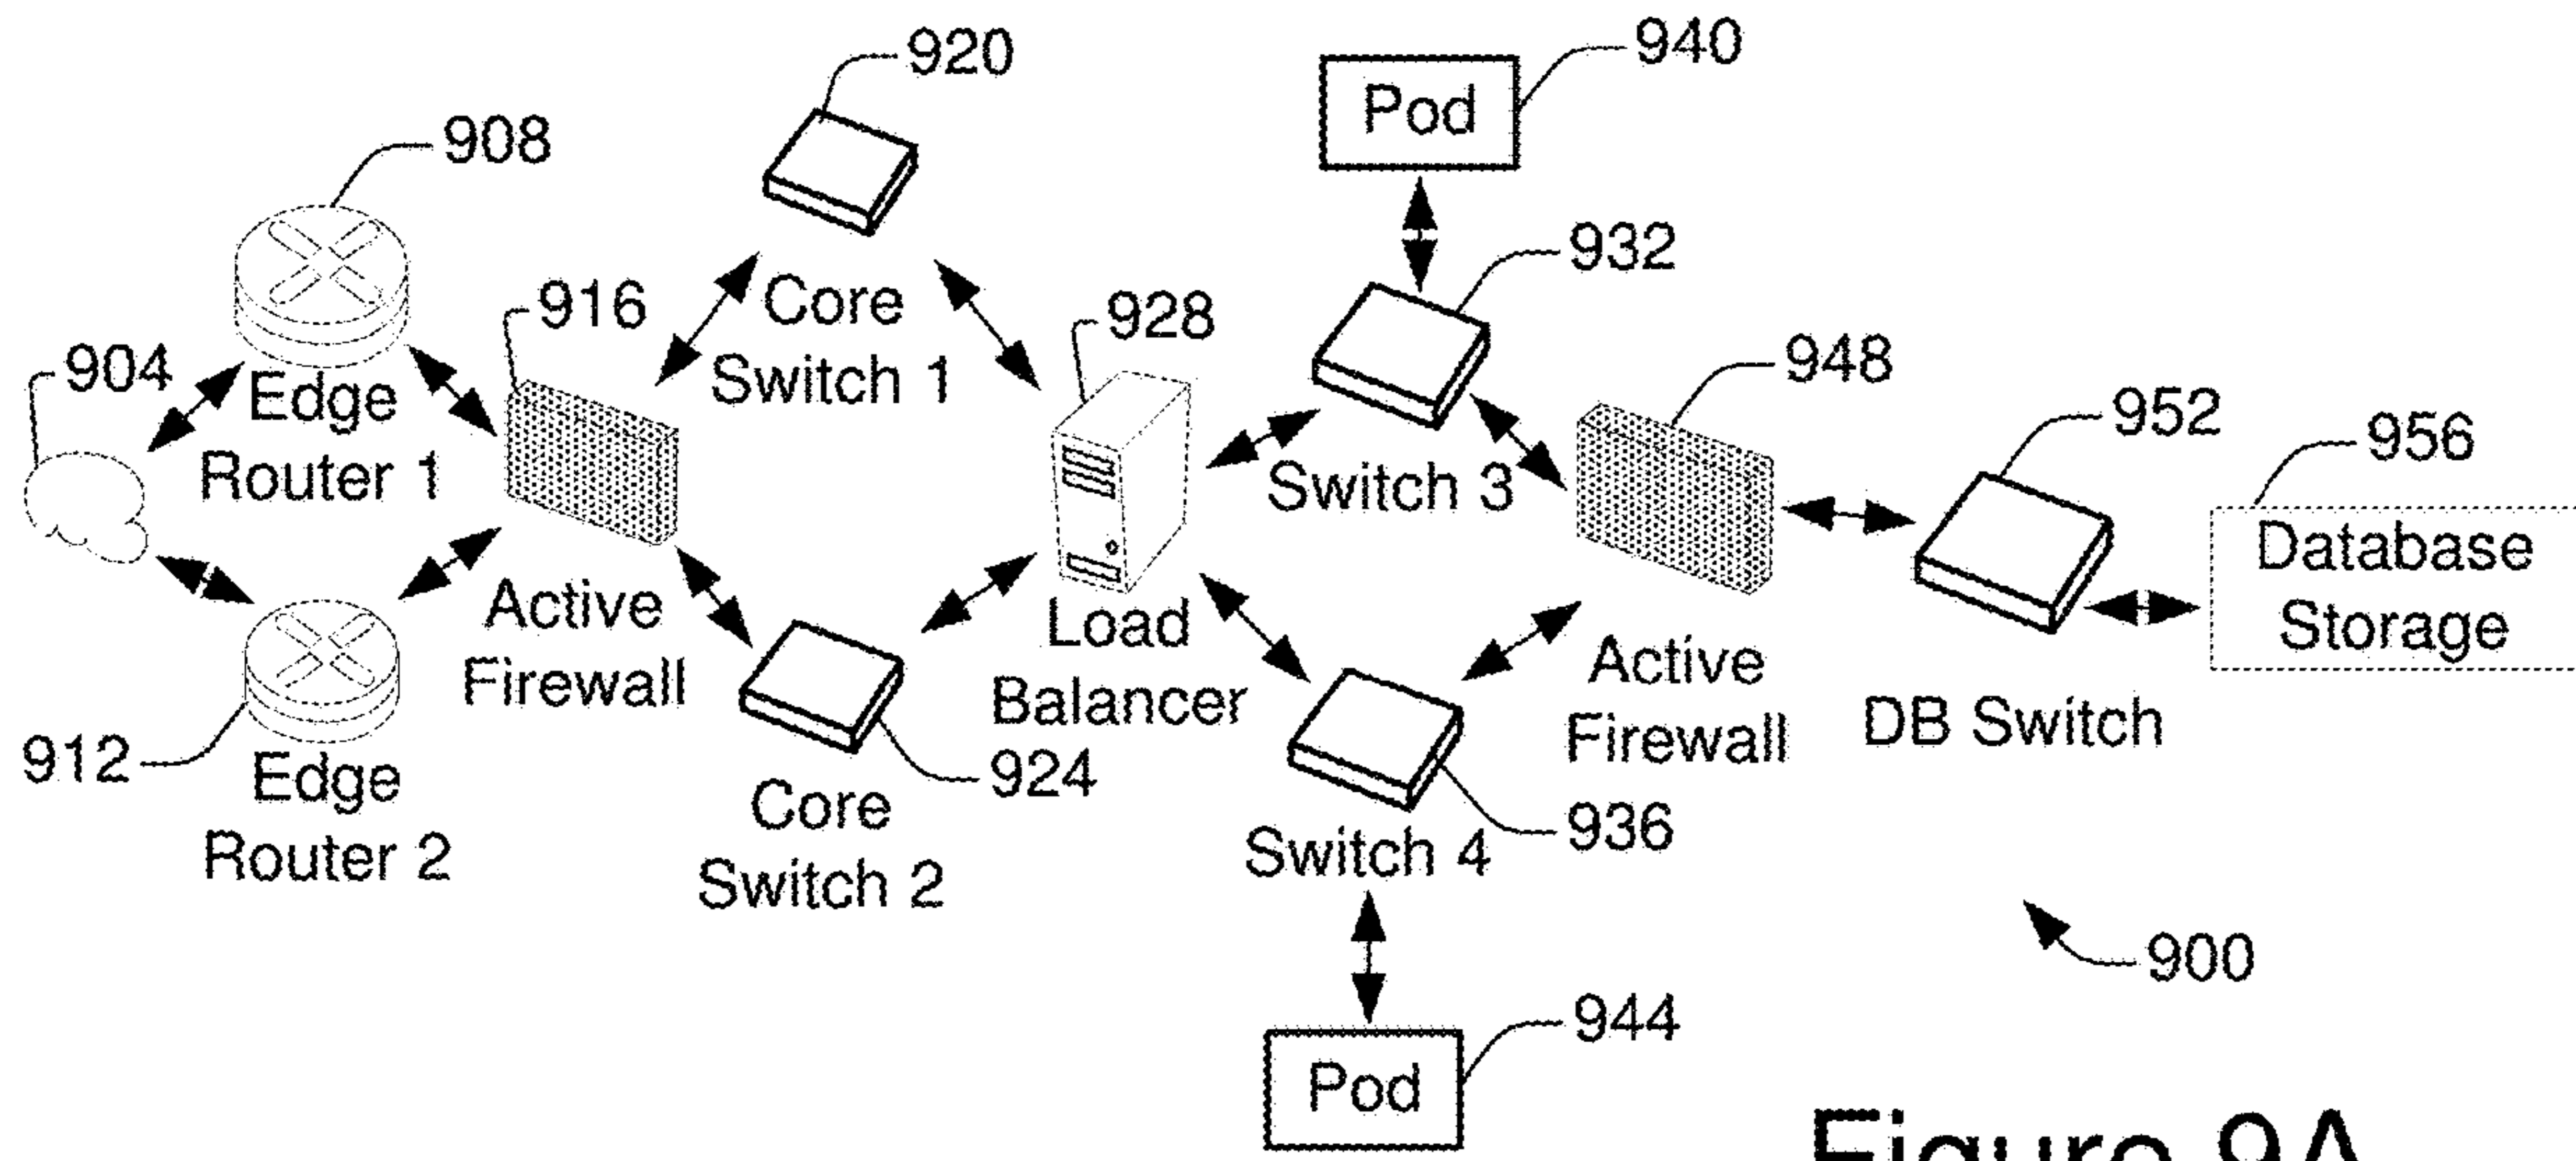 920
940
Pod
908
932
916
Core
Switch 1
928
948
904
Edge
Router 1
952
956
Switch 3
Database
Storage
Active
Firewall
Load
Balancer
Active
Firewall
DB Switch
912
Edge
Router 2
924
Core
Switch 2
936
Switch 4
900
944
Pod
Figure 9A